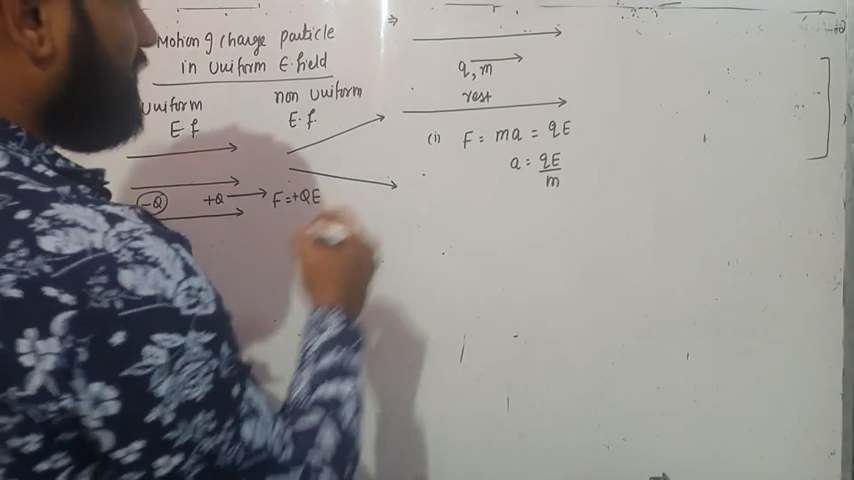 Motion of charge particle
in uniform E. field
uniform
E.f
non uniform
E.f.
-Q
+Q
F=+QE
⇒
q, m
rest
(i) F = ma = qE
a = qE/m